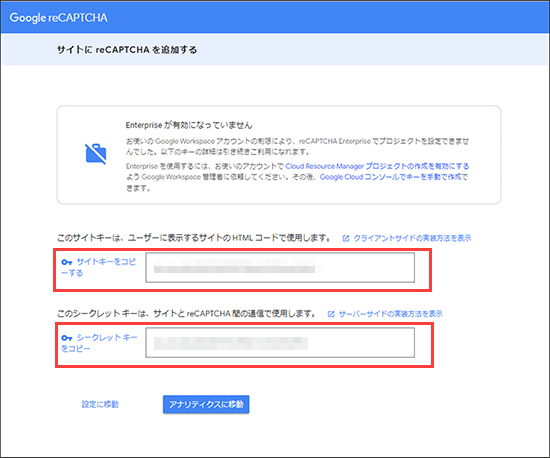 Google reCAPTCHA
サイトに reCAPTCHA を追加する
Enterprise が有効になっていません
お使いの Google Workspace アカウントの制限により、reCAPTCHA Enterprise でプロジェクトを設定できませ
んでした。以下のキーの詳細は引き続きご利用になれます。
Enterprise を使用するには、お使いのアカウントで Cloud Resource Manager プロジェクトの作成を有効にする
よう Google Workspace 管理者に依頼してください。その後、Google Cloud コンソールでキーを手動で作成で
きます。
このサイトキーは、ユーザーに表示するサイトの HTML コードで使用します。 クライアントサイドの実装方法を表示
サイトキーをコピ
ーする
このシークレット キーは、サイトと reCAPTCHA 間の通信で使用します。 サーバーサイドの実装方法を表示
シークレット キー
をコピー
設定に移動 アナリティクスに移動